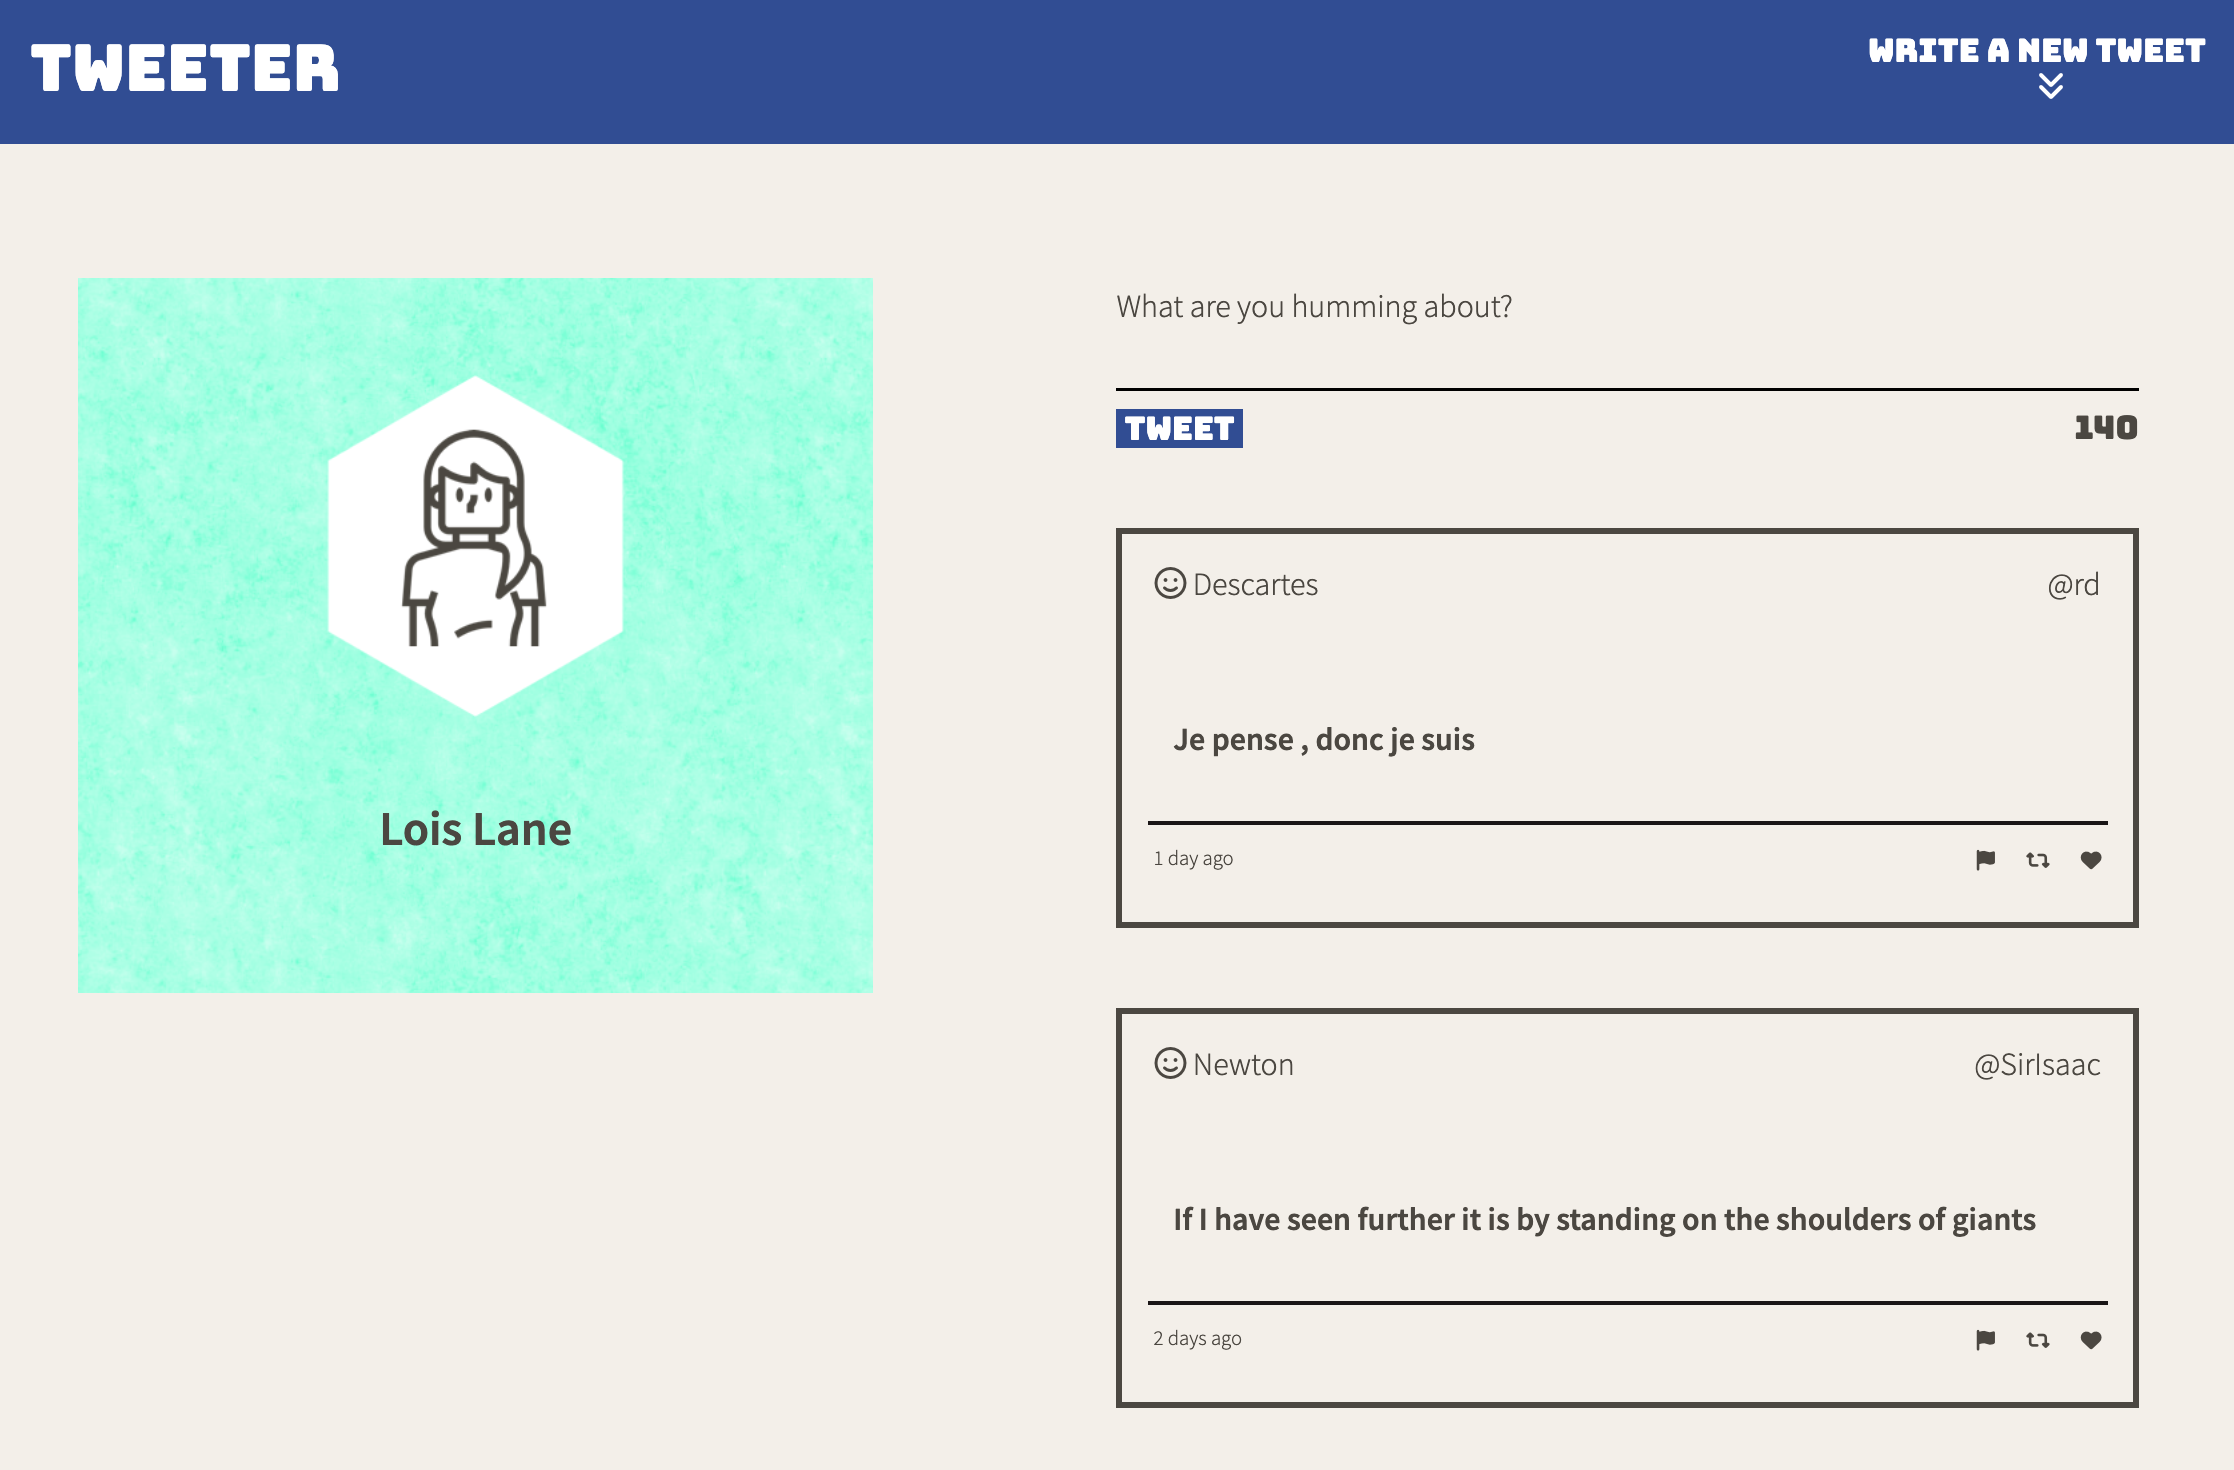 TWEETER
WRITE A NEW TWEET
Lois Lane
What are you humming about?
TWEET
140
Descartes
@rd
Je pense , donc je suis
1 day ago
Newton
@SirIsaac
If I have seen further it is by standing on the shoulders of giants
2 days ago